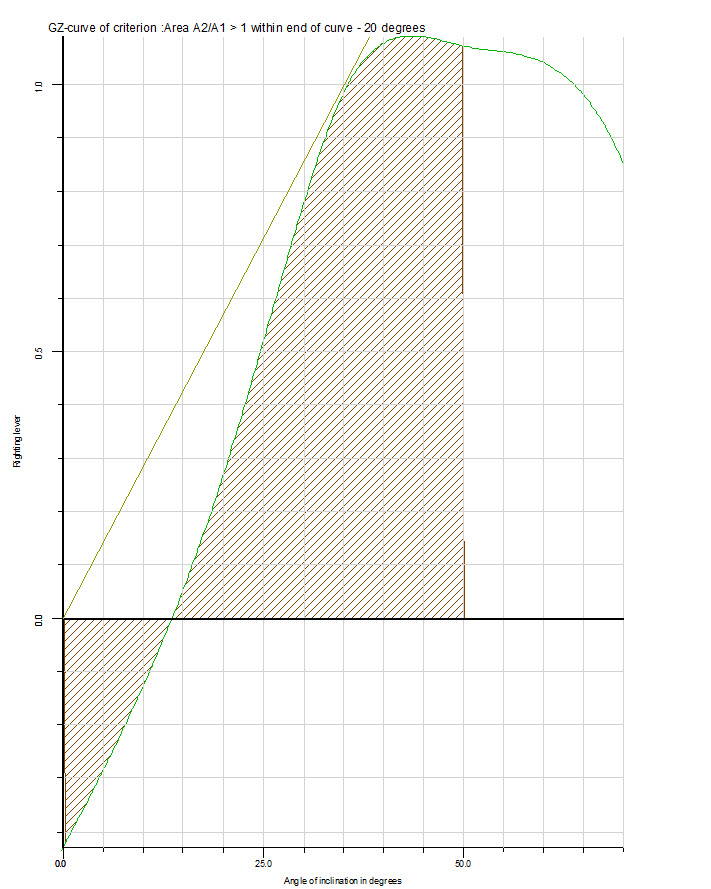 GZ-curve of criterion :Area A2/A1 > 1 within end of curve - 20 degrees
1.0
0.5
Righting lever
0.0
0.0 25.0 50.0
Angle of inclination in degrees